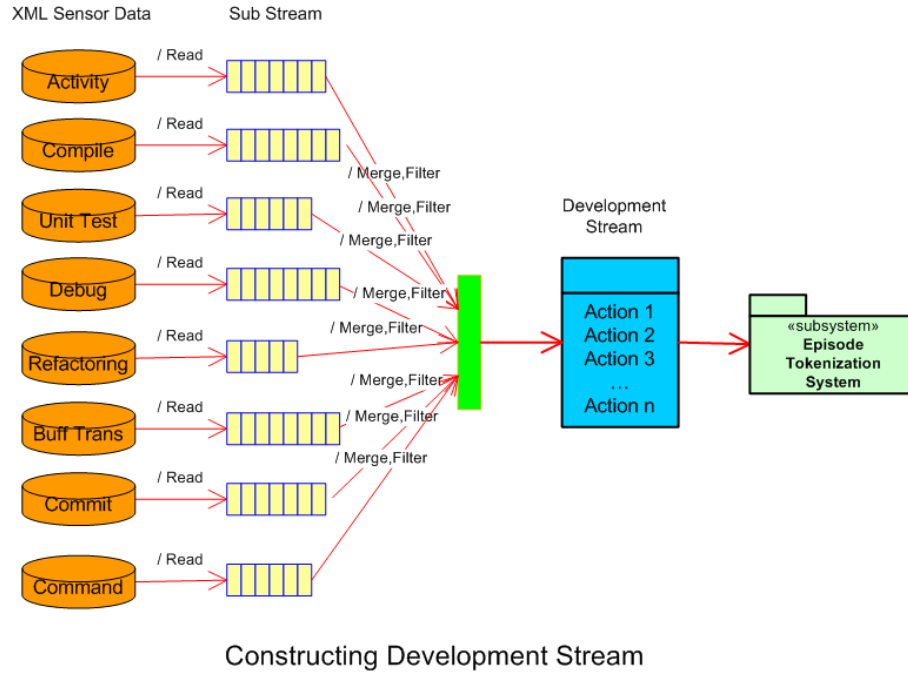 XML Sensor Data
Sub Stream
/ Read
Activity
/ Read
Compile
/ Merge,Filter
/ Read
Unit Test
/ Merge,Filter
Development
Stream
/ Merge,Filter
/ Read
Debug
/ Merge,Filter
Action 1
Action 2
Action 3
...
Action n
«subsystem»
Episode
Tokenization
System
/ Read
Refactoring
/ Merge,Filter
/ Read
Buff Trans
/ Merge,Filter
/ Merge,Filter
/ Read
Commit
/ Merge,Filter
/ Read
Command
Constructing Development Stream